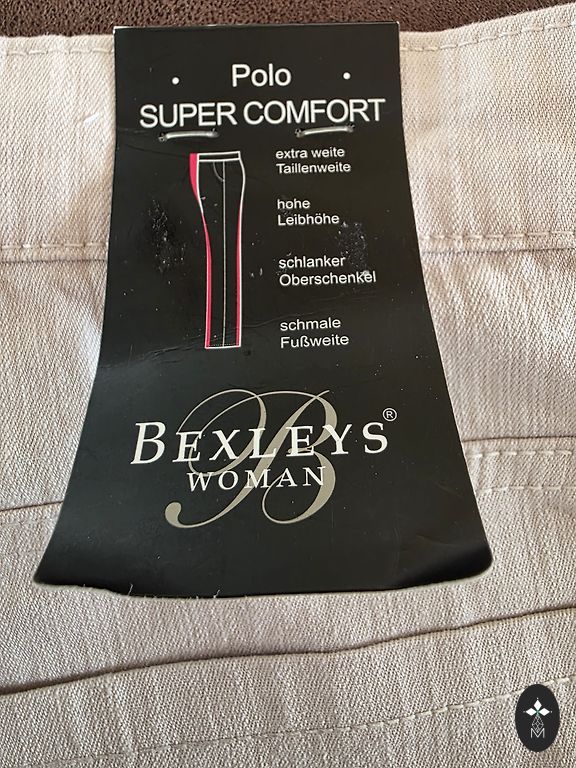 Polo
SUPER COMFORT
extra weite
Taillenweite
hohe
Leibhöhe
schlanker
Oberschenkel
schmale
Fußweite
B
BEXLEYS®
WOMAN
M